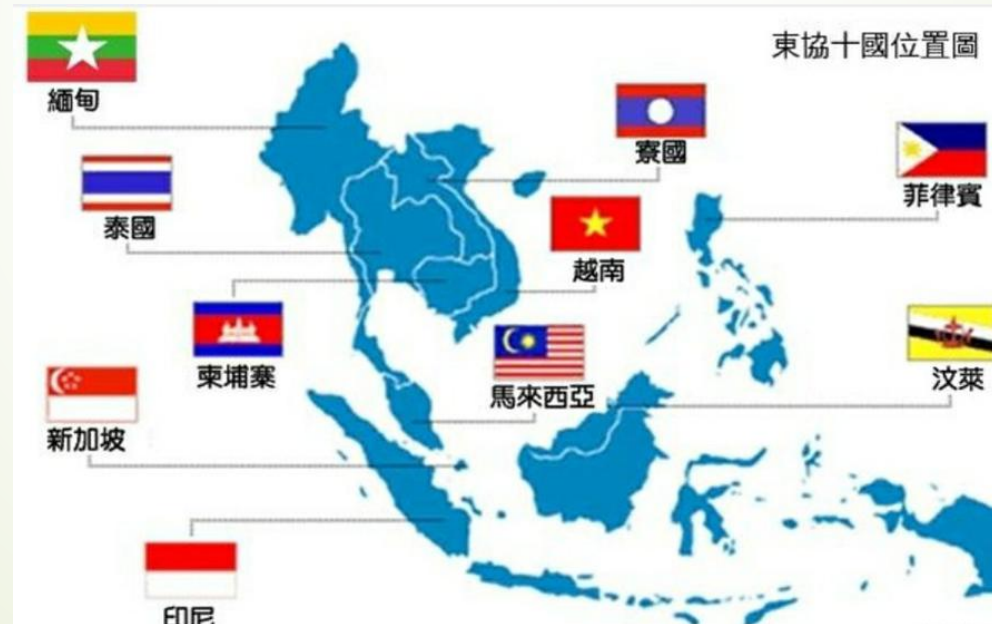 東協十國位置圖
緬甸
寮國
菲律賓
泰國
越南
柬埔寨
馬來西亞
汶萊
新加坡
印尼